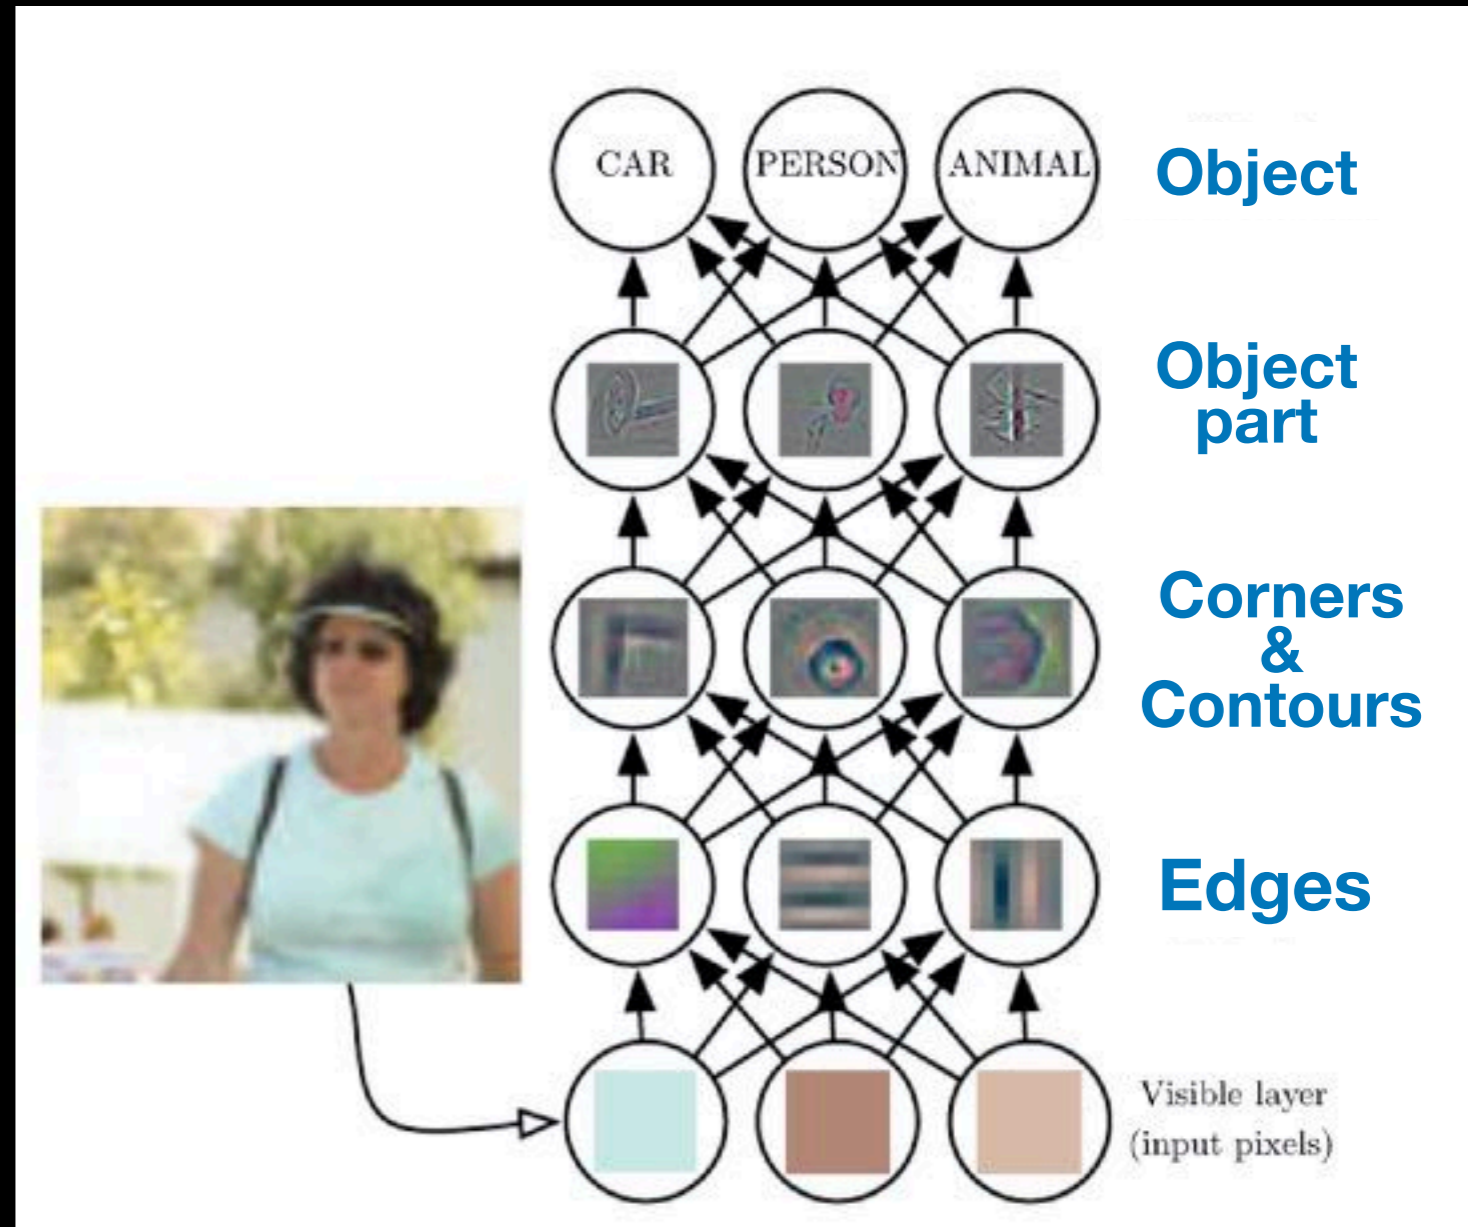 CAR PERSON ANIMAL Object
Object
part
Corners
&
Contours
Edges
Visible layer
(input pixels)